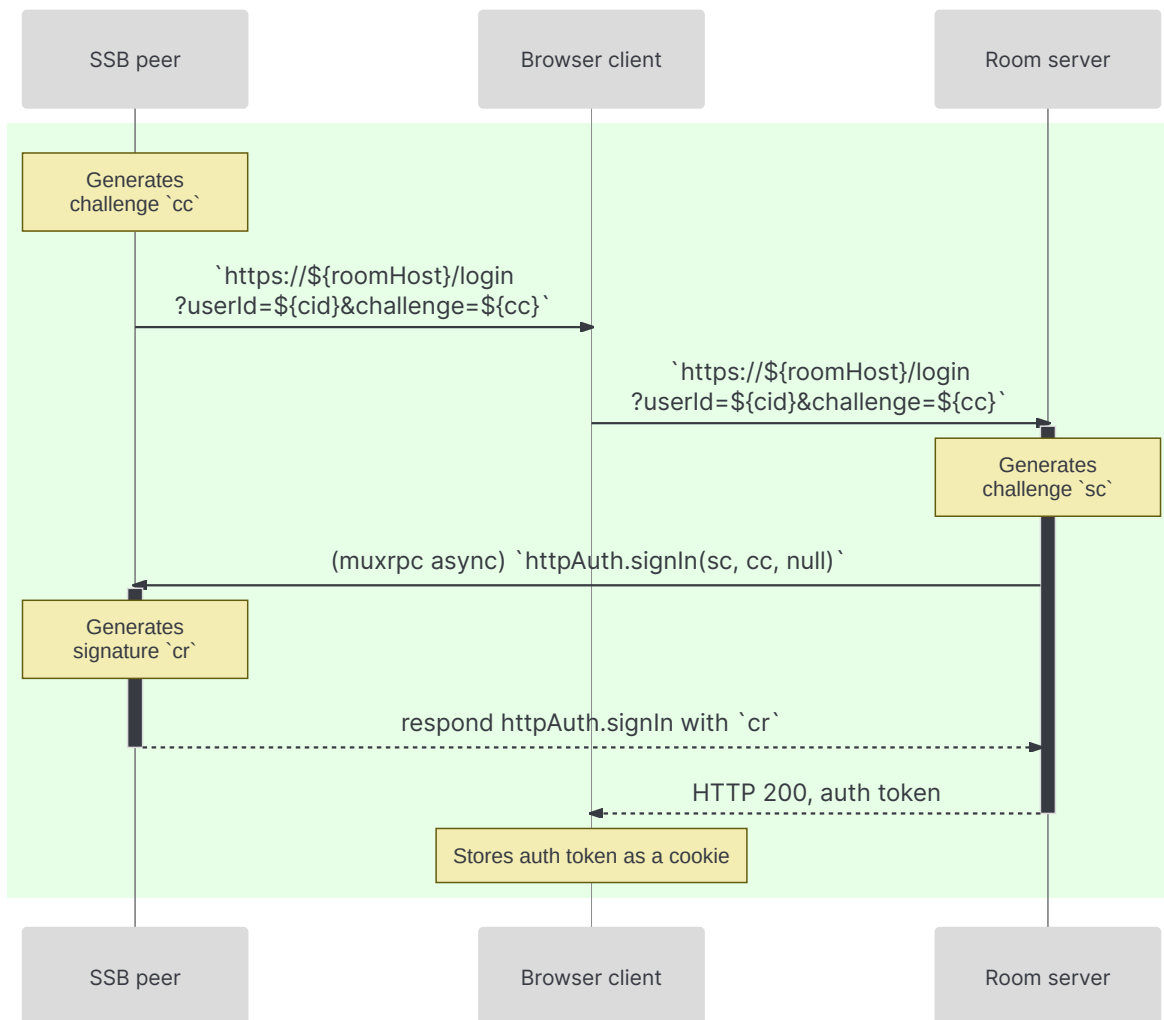 SSB peer
Browser client
Room server
Generates
challenge `cc`
`https://${roomHost}/login
?userId=${cid}&challenge=${cc}`
`https://${roomHost}/login
?userId=${cid}&challenge=${cc}`
Generates
challenge `sc`
(muxrpc async) `httpAuth.signIn(sc, cc, null)`
Generates
signature `cr`
respond httpAuth.signIn with `cr`
HTTP 200, auth token
Stores auth token as a cookie
SSB peer
Browser client
Room server